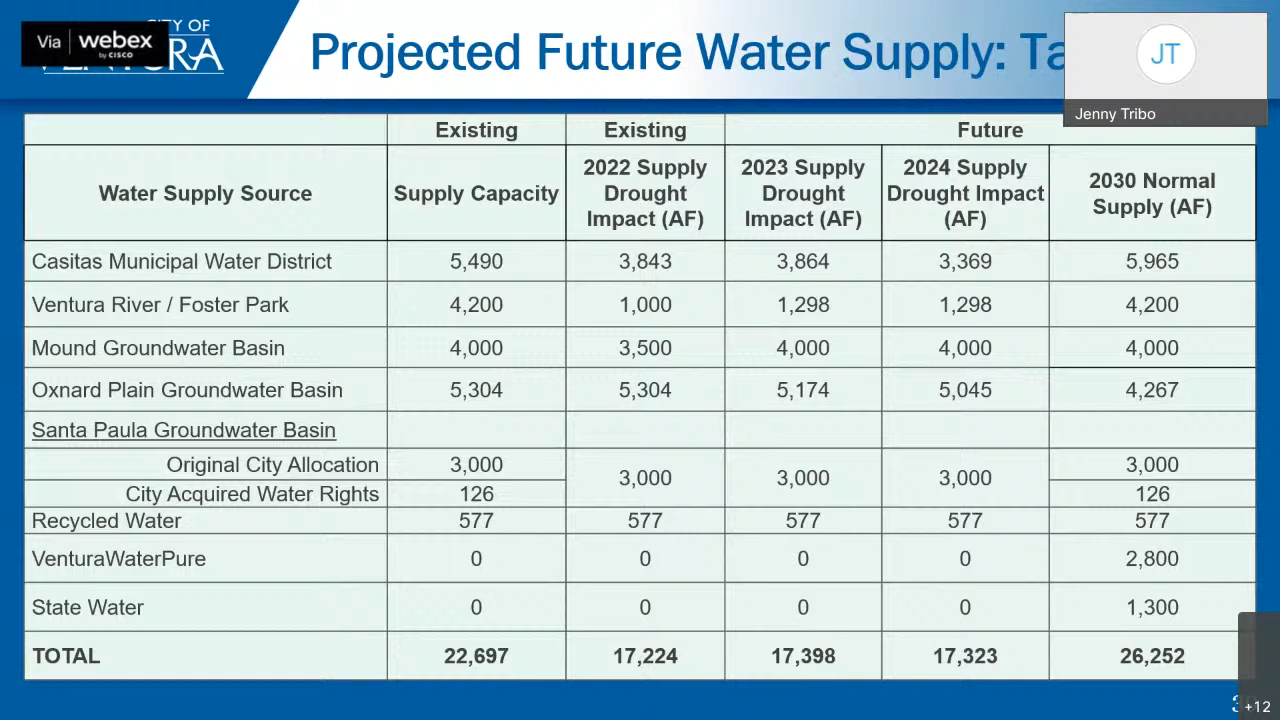 Via webex
by CISCO
CITY OF
Projected Future Water Supply:
JT
Jenny Tribo
Existing Existing Future
Water Supply Source Supply Capacity 2022 Supply Drought Impact (AF) 2023 Supply Drought Impact (AF) 2024 Supply Drought Impact (AF) 2030 Normal Supply (AF)
Casitas Municipal Water District 5,490 3,843 3,864 3,369 5,965
Ventura River / Foster Park 4,200 1,000 1,298 1,298 4,200
Mound Groundwater Basin 4,000 3,500 4,000 4,000 4,000
Oxnard Plain Groundwater Basin 5,304 5,304 5,174 5,045 4,267
Santa Paula Groundwater Basin
Original City Allocation 3,000 3,000 3,000 3,000 3,000
City Acquired Water Rights 126 126
Recycled Water 577 577 577 577 577
VenturaWaterPure 0 0 0 0 2,800
State Water 0 0 0 0 1,300
TOTAL 22,697 17,224 17,398 17,323 26,252
+12